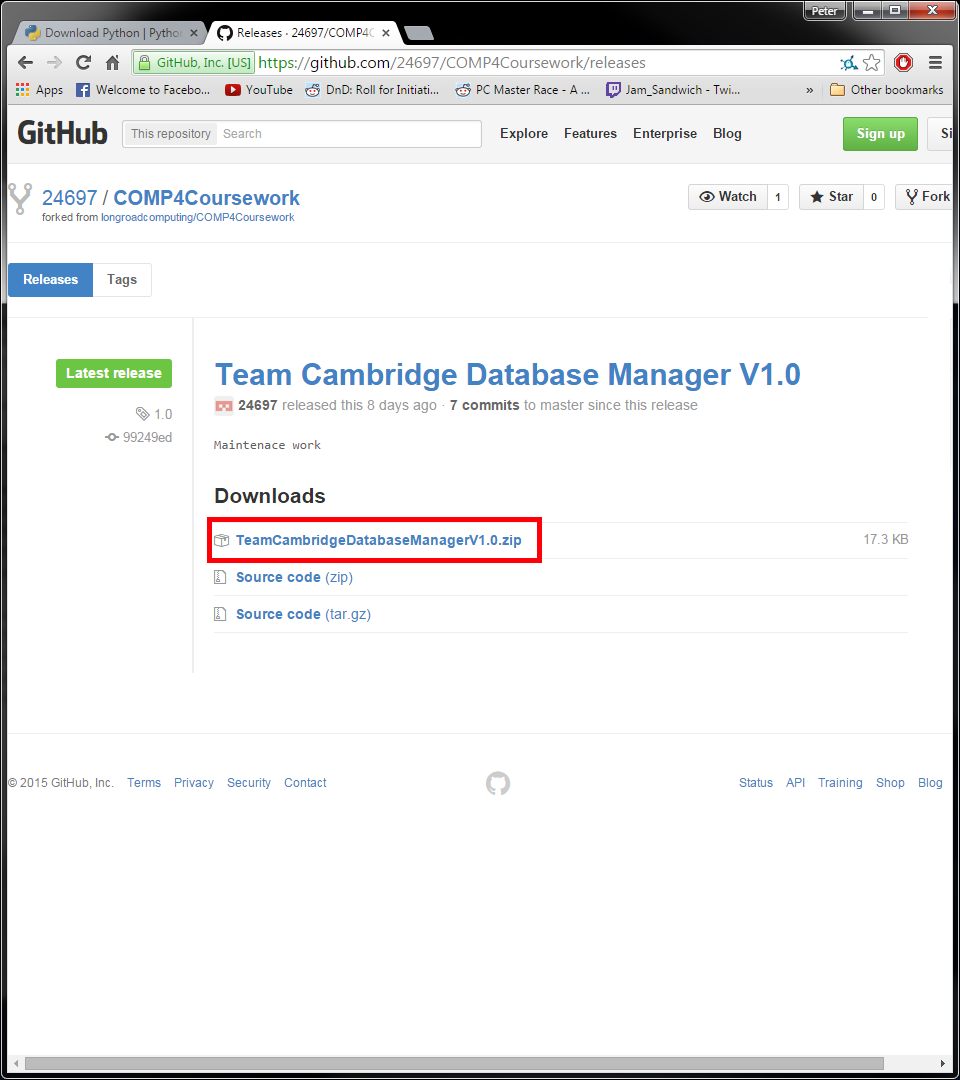 Peter
Download Python | Pytho
Releases · 24697/COMP4C
GitHub, Inc. [US] https://github.com/24697/COMP4Coursework/releases
Apps Welcome to Facebo... YouTube DnD: Roll for Initiati... PC Master Race - A ... Jam_Sandwich - Twi... » Other bookmarks
GitHub This repository Search Explore Features Enterprise Blog Sign up Si
24697 / COMP4Coursework Watch 1 Star 0 Fork
forked from longroadcomputing/COMP4Coursework
Releases Tags
Latest release
1.0
99249ed
Team Cambridge Database Manager V1.0
24697 released this 8 days ago · 7 commits to master since this release
Maintenace work
Downloads
TeamCambridgeDatabaseManagerV1.0.zip 17.3 KB
Source code (zip)
Source code (tar.gz)
© 2015 GitHub, Inc. Terms Privacy Security Contact Status API Training Shop Blog